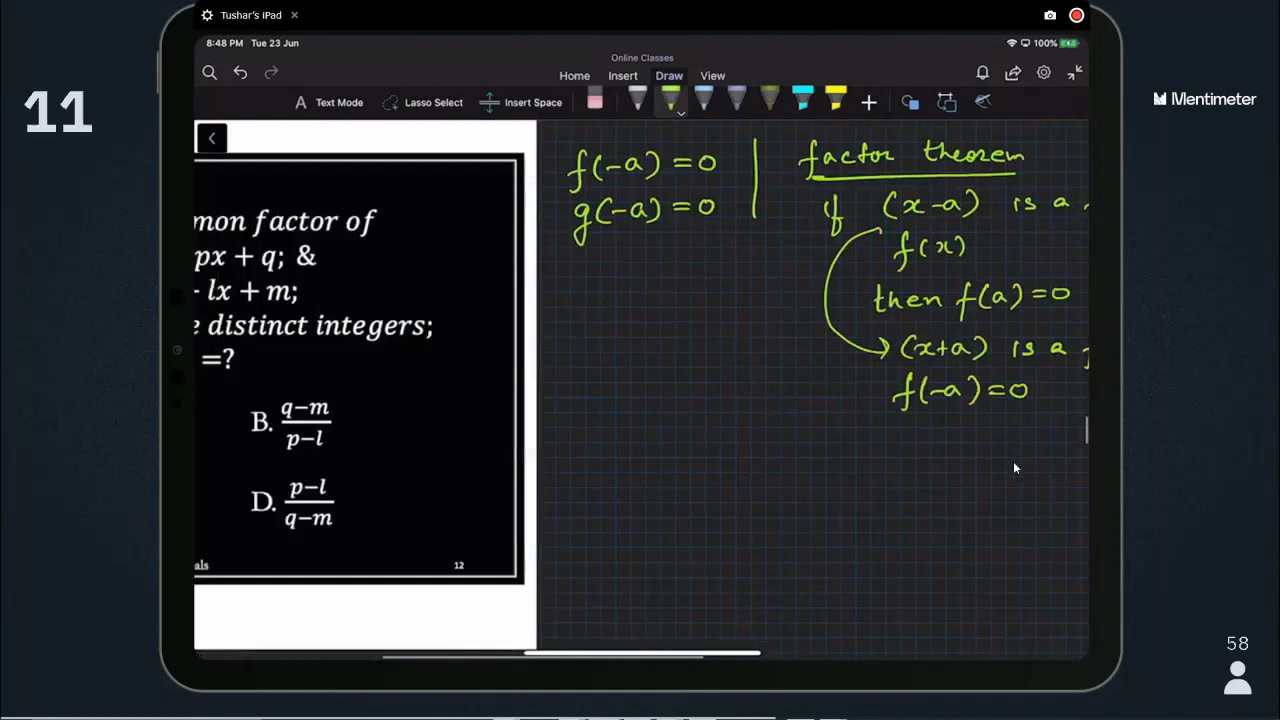 Tushar's iPad
11
8:48 PM Tue 23 Jun
100%
Online Classes
Home Insert Draw View
Text Mode Lasso Select Insert Space
Mentimeter
mon factor of
px + q; &
- lx + m;
e distinct integers;
=?
B. q−m / p−l
D. p−l / q−m
als
12
f(-a) = 0
g(-a) = 0
factor theorem
if (x-a) is a
f(x)
then f(a) = 0
(x+a) is a
f(-a) = 0
58